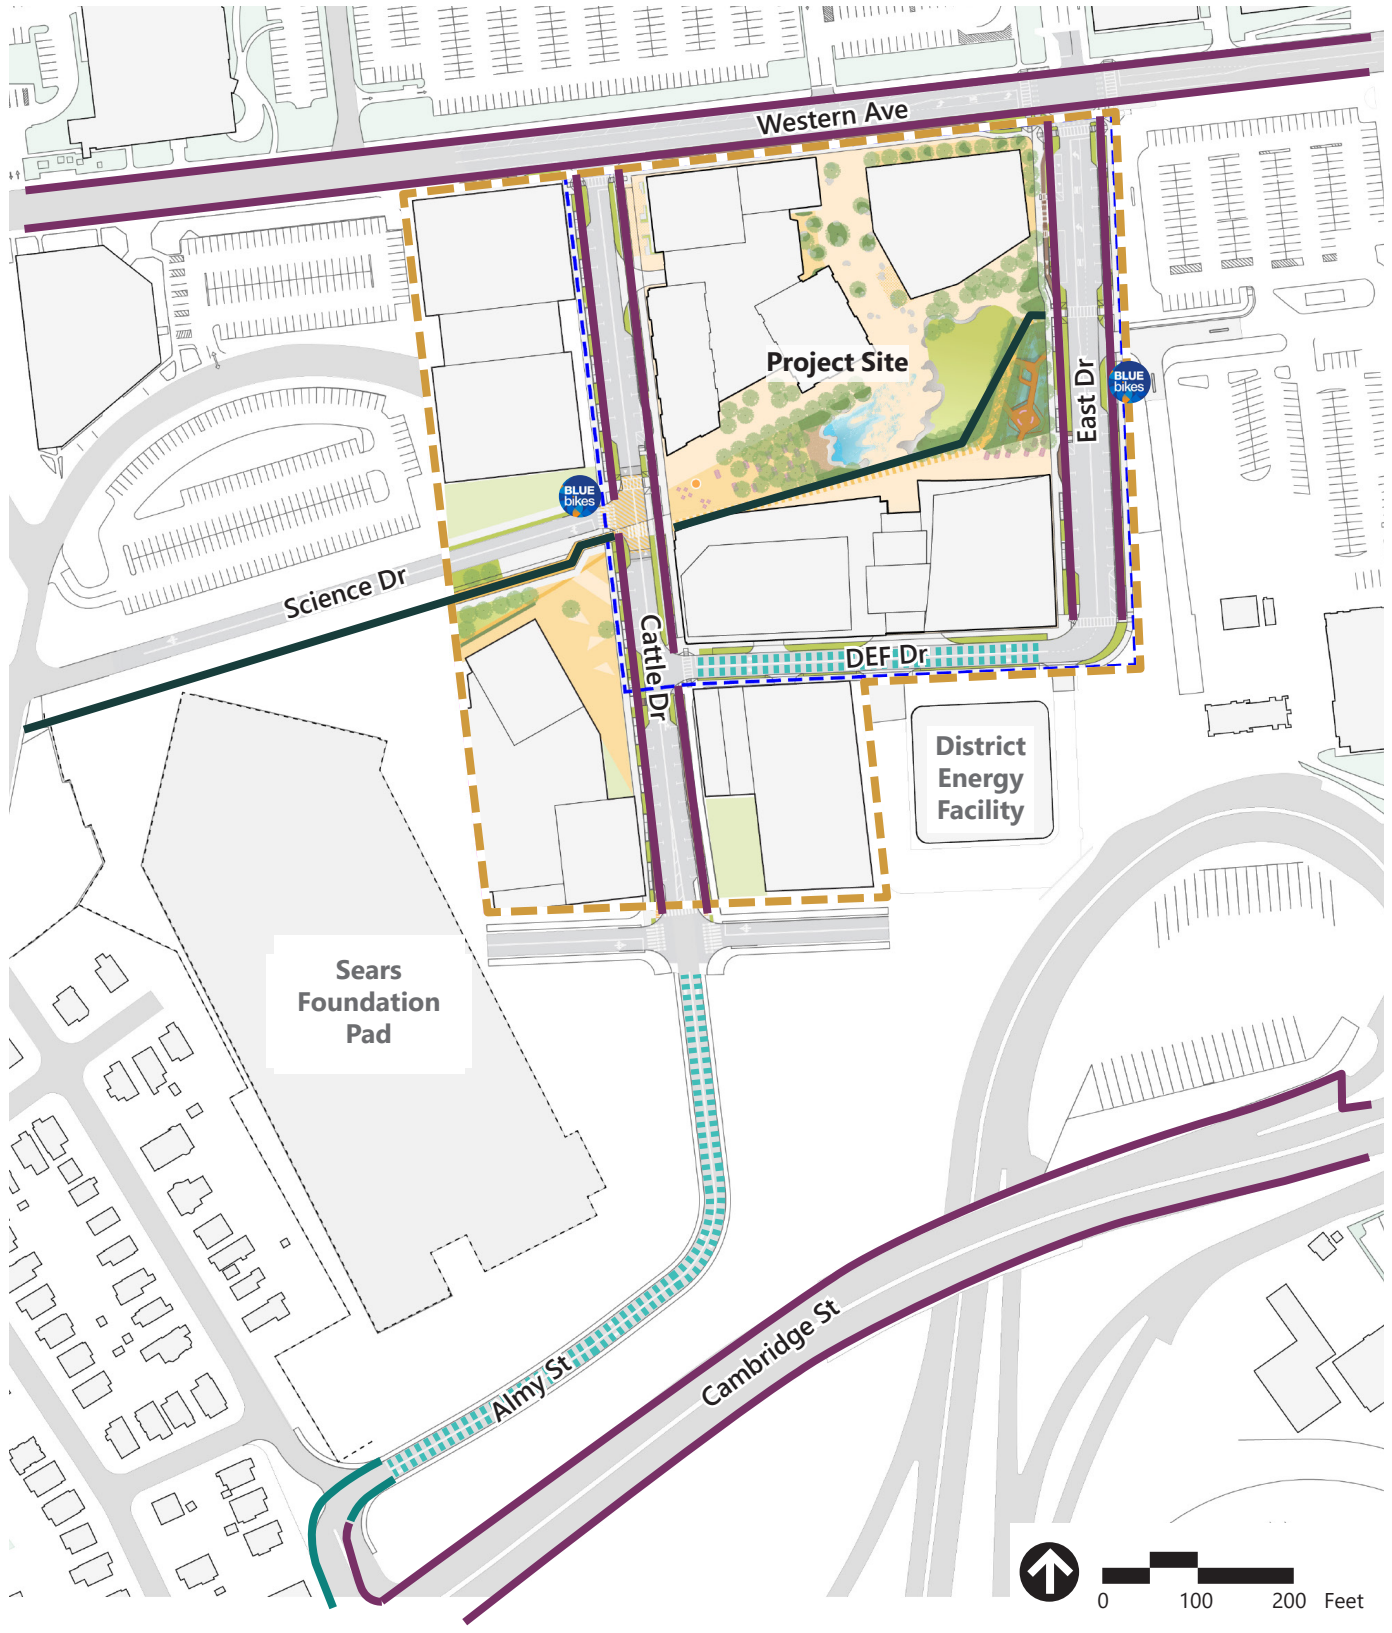 Western Ave
Project Site
East Dr
BLUE
bikes
BLUE
bikes
Science Dr
Cattle Dr
DEF Dr
District
Energy
Facility
Sears
Foundation
Pad
Almy St
Cambridge St
0 100 200 Feet